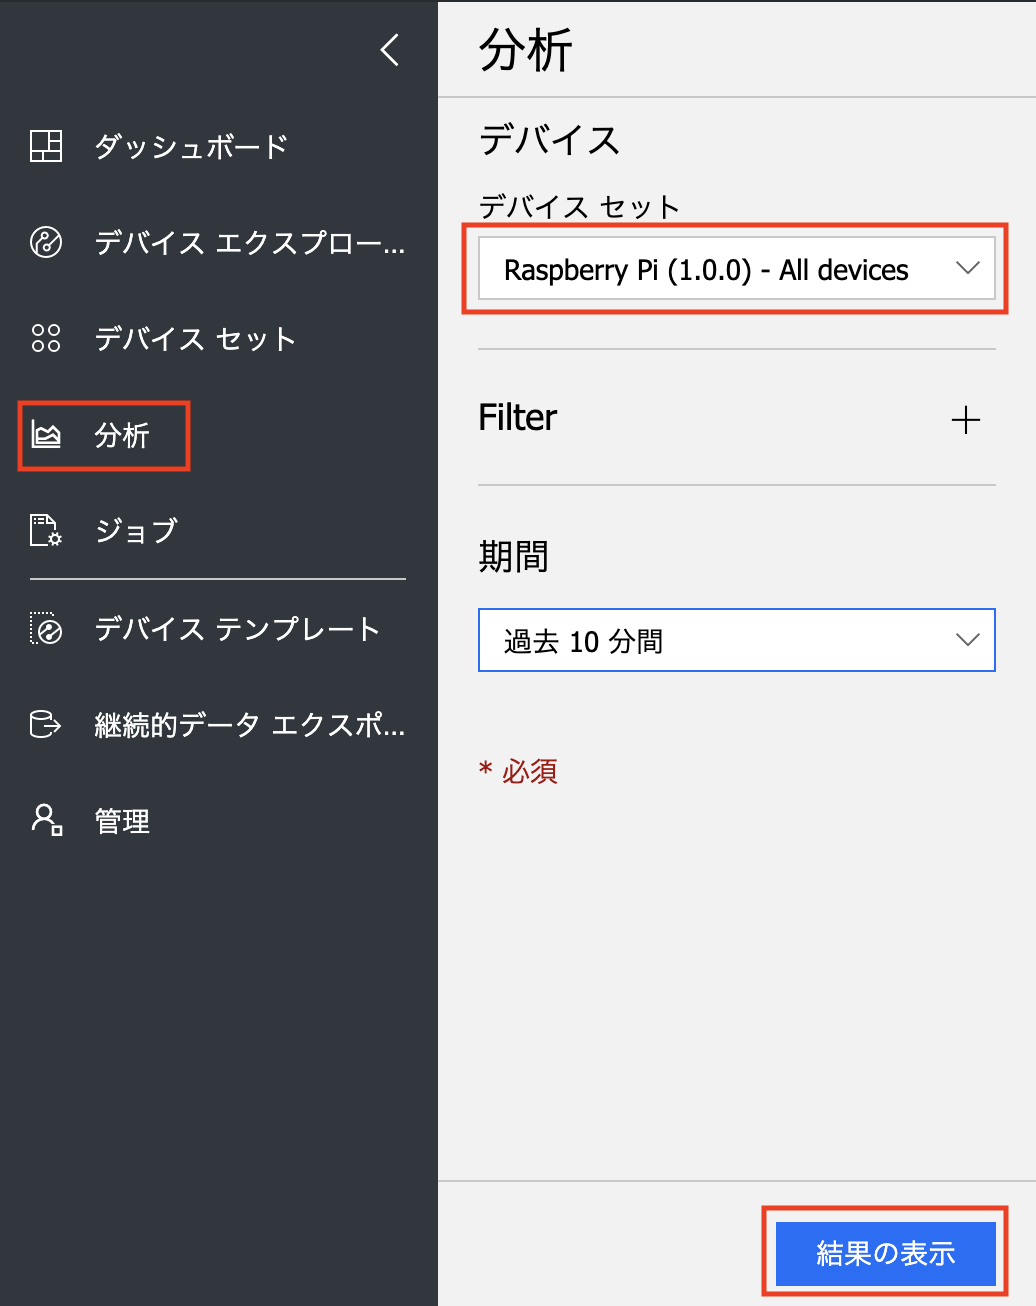 ダッシュボード
デバイス エクスプロー...
デバイス セット
分析
ジョブ
デバイス テンプレート
継続的データ エクスポ...
管理
分析
デバイス
デバイス セット
Raspberry Pi (1.0.0) - All devices
Filter
期間
過去 10 分間
* 必須
結果の表示